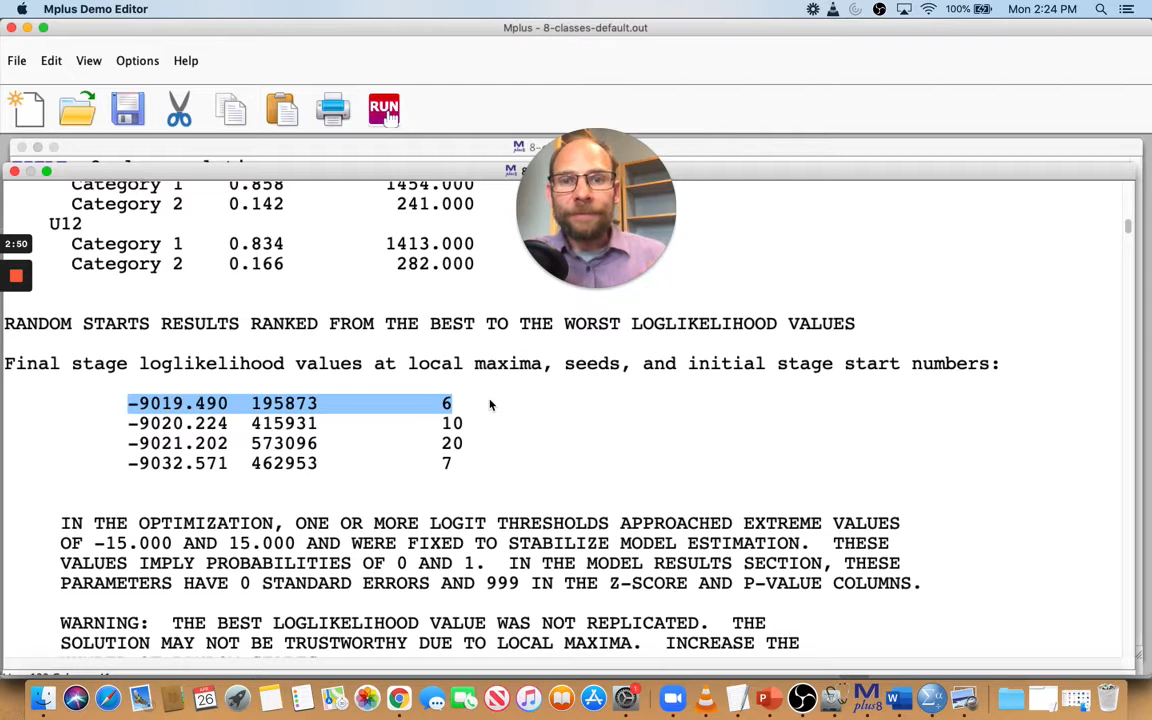 Mplus Demo Editor
100%
Mon 2:24 PM
Mplus - 8-classes-default.out
File Edit View Options Help
RUN
8-
Category 1 0.858 1454.000
Category 2 0.142 241.000
U12
Category 1 0.834 1413.000
Category 2 0.166 282.000
2:50
RANDOM STARTS RESULTS RANKED FROM THE BEST TO THE WORST LOGLIKELIHOOD VALUES
Final stage loglikelihood values at local maxima, seeds, and initial stage start numbers:
-9019.490 195873 6
-9020.224 415931 10
-9021.202 573096 20
-9032.571 462953 7
IN THE OPTIMIZATION, ONE OR MORE LOGIT THRESHOLDS APPROACHED EXTREME VALUES
OF -15.000 AND 15.000 AND WERE FIXED TO STABILIZE MODEL ESTIMATION. THESE
VALUES IMPLY PROBABILITIES OF 0 AND 1. IN THE MODEL RESULTS SECTION, THESE
PARAMETERS HAVE 0 STANDARD ERRORS AND 999 IN THE Z-SCORE AND P-VALUE COLUMNS.
WARNING: THE BEST LOGLIKELIHOOD VALUE WAS NOT REPLICATED. THE
SOLUTION MAY NOT BE TRUSTWORTHY DUE TO LOCAL MAXIMA. INCREASE THE